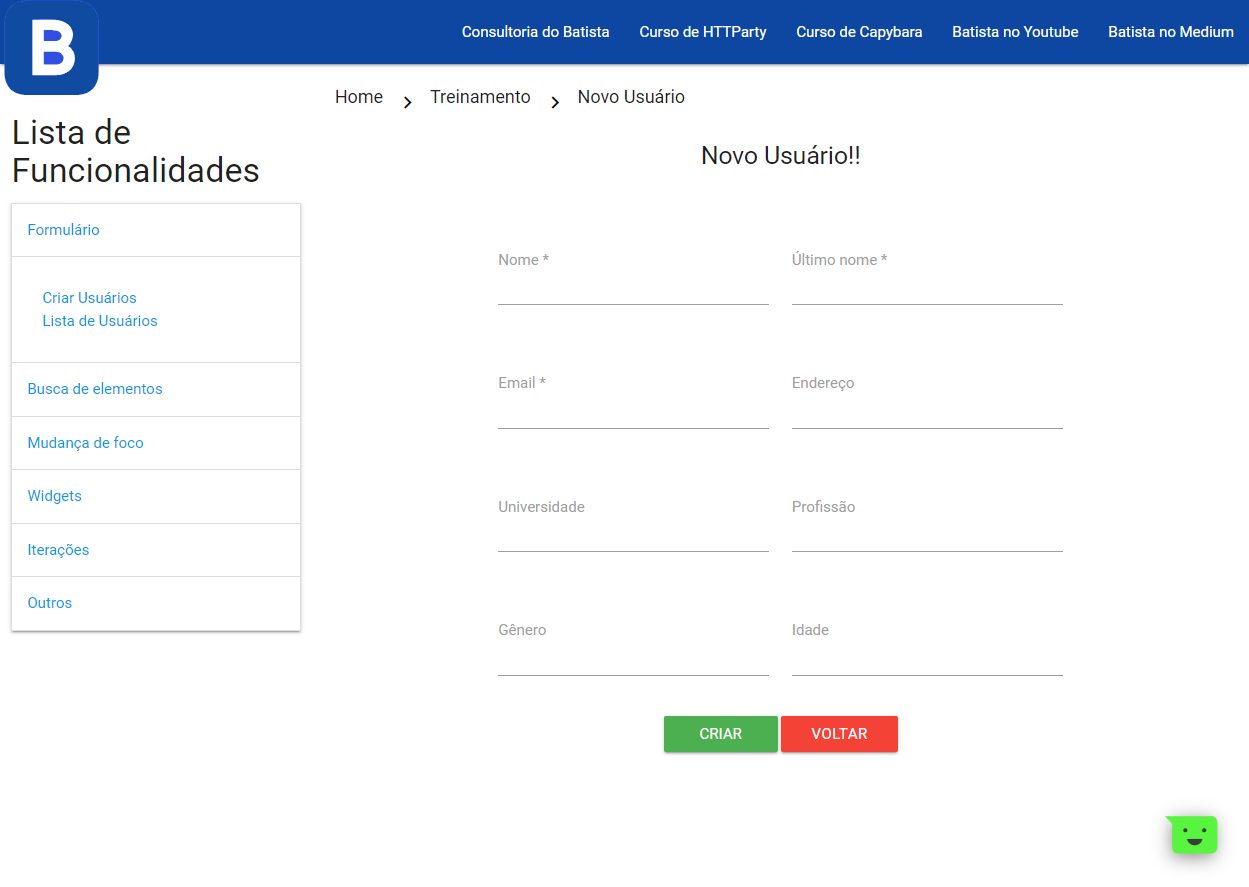 B
Consultoria do Batista
Curso de HTTParty
Curso de Capybara
Batista no Youtube
Batista no Medium
Home
Treinamento
Novo Usuário
Lista de
Funcionalidades
Formulário
Criar Usuários
Lista de Usuários
Busca de elementos
Mudança de foco
Widgets
Iterações
Outros
Novo Usuário!!
Nome *
Último nome *
Email *
Endereço
Universidade
Profissão
Gênero
Idade
CRIAR
VOLTAR